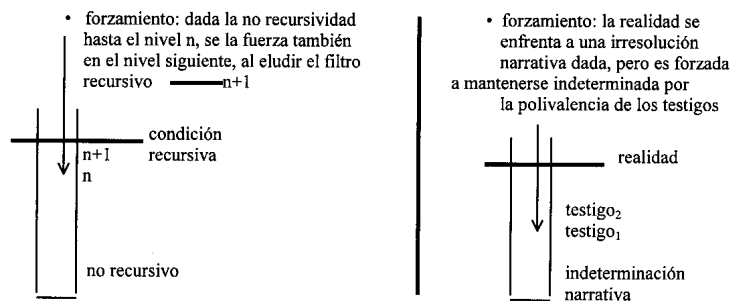 • forzamiento: dada la no recursividad
hasta el nivel n, se la fuerza también
en el nivel siguiente, al eludir el filtro
recursivo n+1
condición
recursiva
n+1
n
no recursivo
• forzamiento: la realidad se
enfrenta a una irresolución
narrativa dada, pero es forzada
a mantenerse indeterminada por
la polivalencia de los testigos
realidad
testigo₂
testigo₁
indeterminación
narrativa